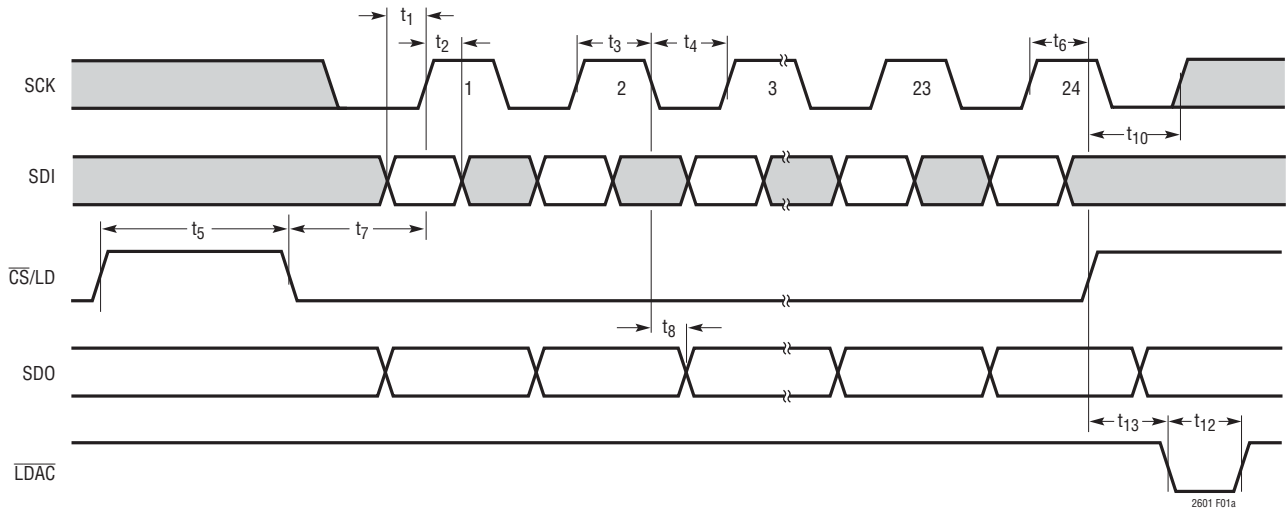 t1
t2
t3
t4
t6
SCK
1
2
3
23
24
t10
SDI
t5
t7
CS/LD
t8
SDO
t13
t12
LDAC
2601 F01a